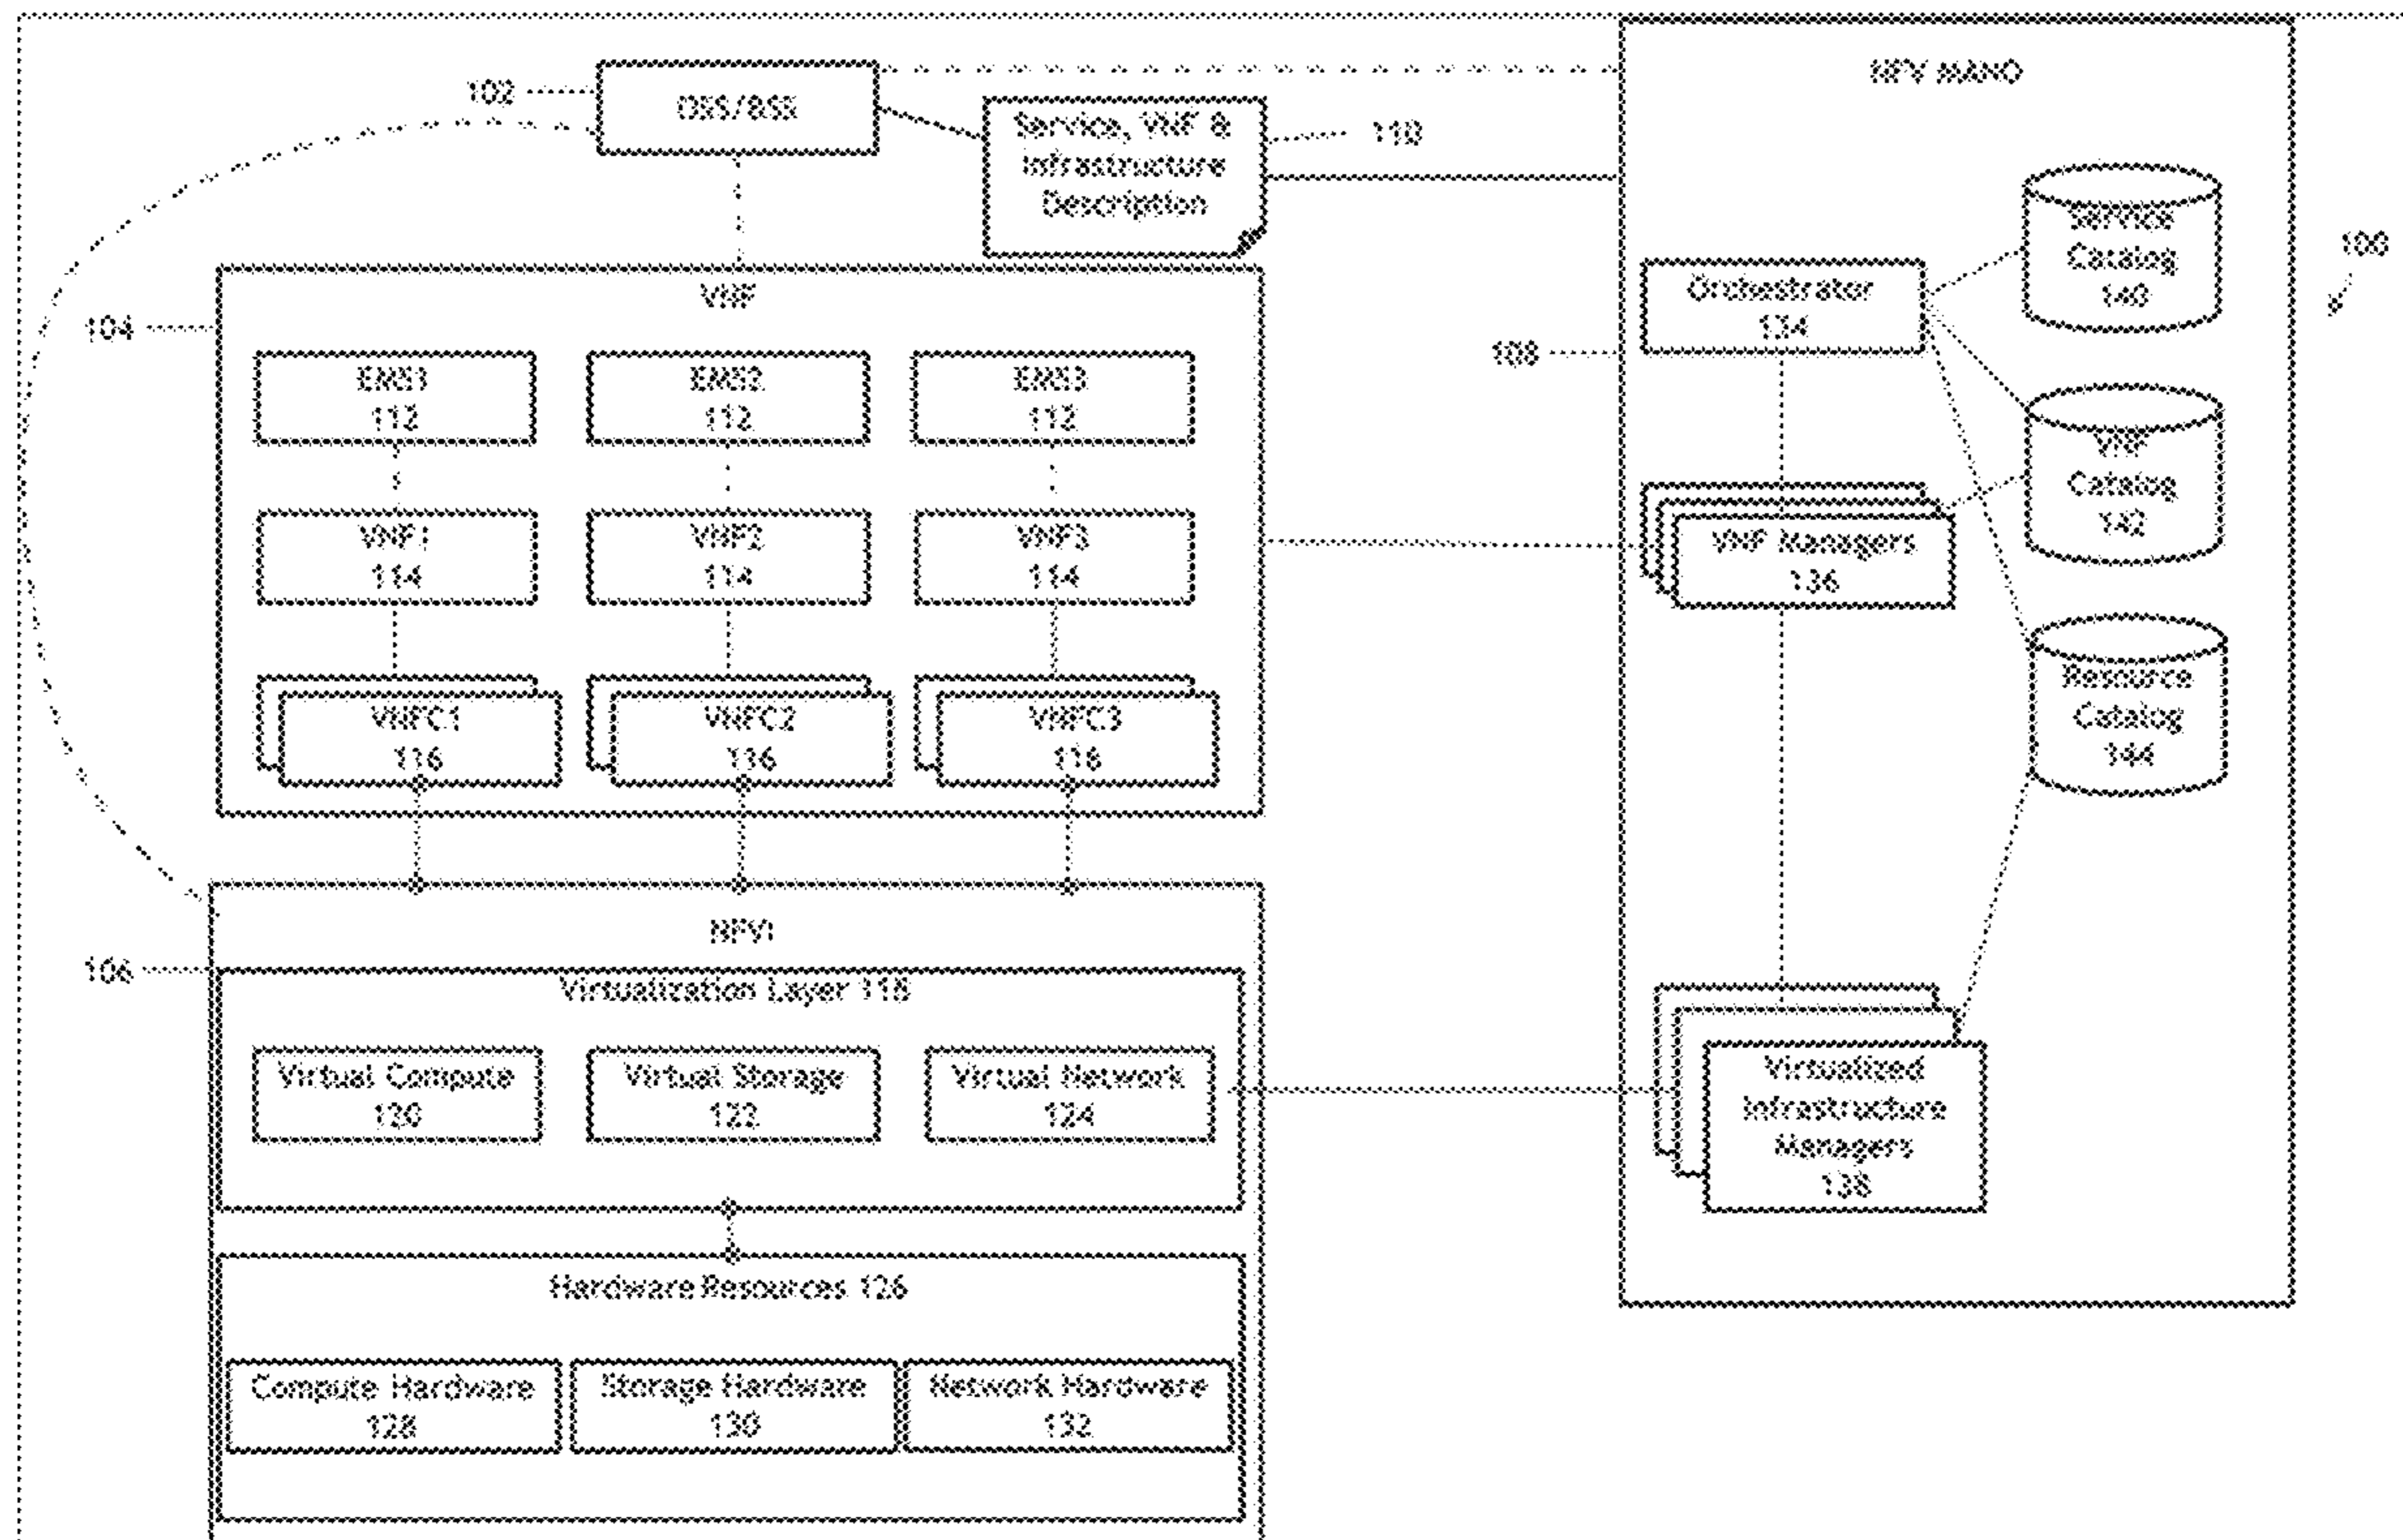 102
OSS/BSS
Service, VNF &
Infrastructure
Description
110
NFV MANO
100
Service
Catalog
140
Orchestrator
134
108
VNF
104
EMS1
112
EMS2
112
EMS3
112
VNF
Catalog
142
VNF1
114
VNF2
114
VNF3
114
VNF Managers
136
Resource
Catalog
144
VNFC1
116
VNFC2
116
VNFC3
116
NFVI
106
Virtualization Layer 118
Virtual Compute
Virtual Storage
122
Virtual Network
124
Virtualized
Infrastructure
Managers
138
Hardware Resources 126
Compute Hardware
128
Storage Hardware
130
Network Hardware
132